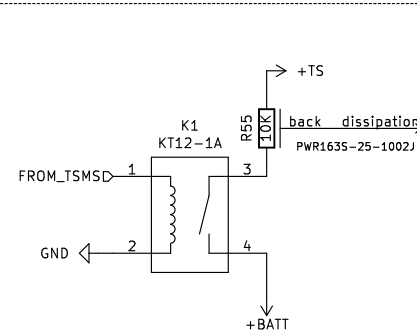 +TS
R55
10K
back dissipation
PWR163S-25-1002J
K1
KT12-1A
FROM_TSMS
1
3
GND
2
4
+BATT